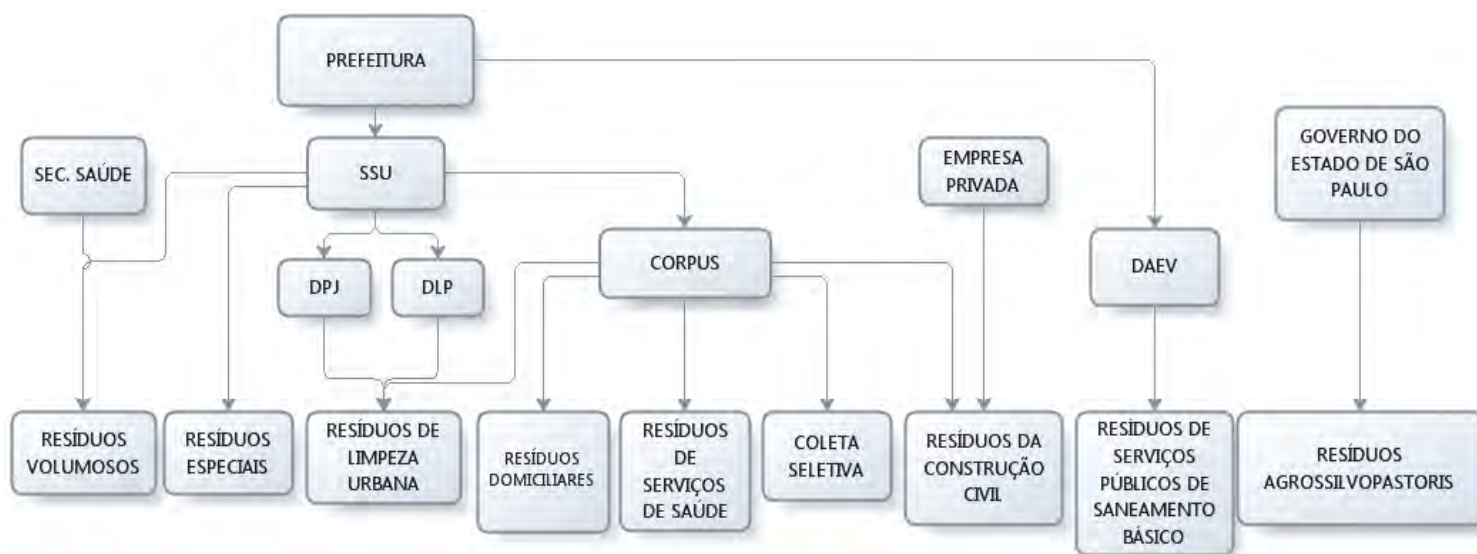 PREFEITURA
SEC. SAÚDE
SSU
EMPRESA
PRIVADA
GOVERNO DO
ESTADO DE SÃO
PAULO
DPJ
DLP
CORPUS
DAEV
RESÍDUOS
VOLUMOSOS
RESÍDUOS
ESPECIAIS
RESÍDUOS DE
LIMPEZA
URBANA
RESÍDUOS
DOMICILIARES
RESÍDUOS
DE
SERVIÇOS
DE SAÚDE
COLETA
SELETIVA
RESÍDUOS DA
CONSTRUÇÃO
CIVIL
RESÍDUOS DE
SERVIÇOS
PÚBLICOS DE
SANEAMENTO
BÁSICO
RESÍDUOS
AGROSSILVOPASTORIS